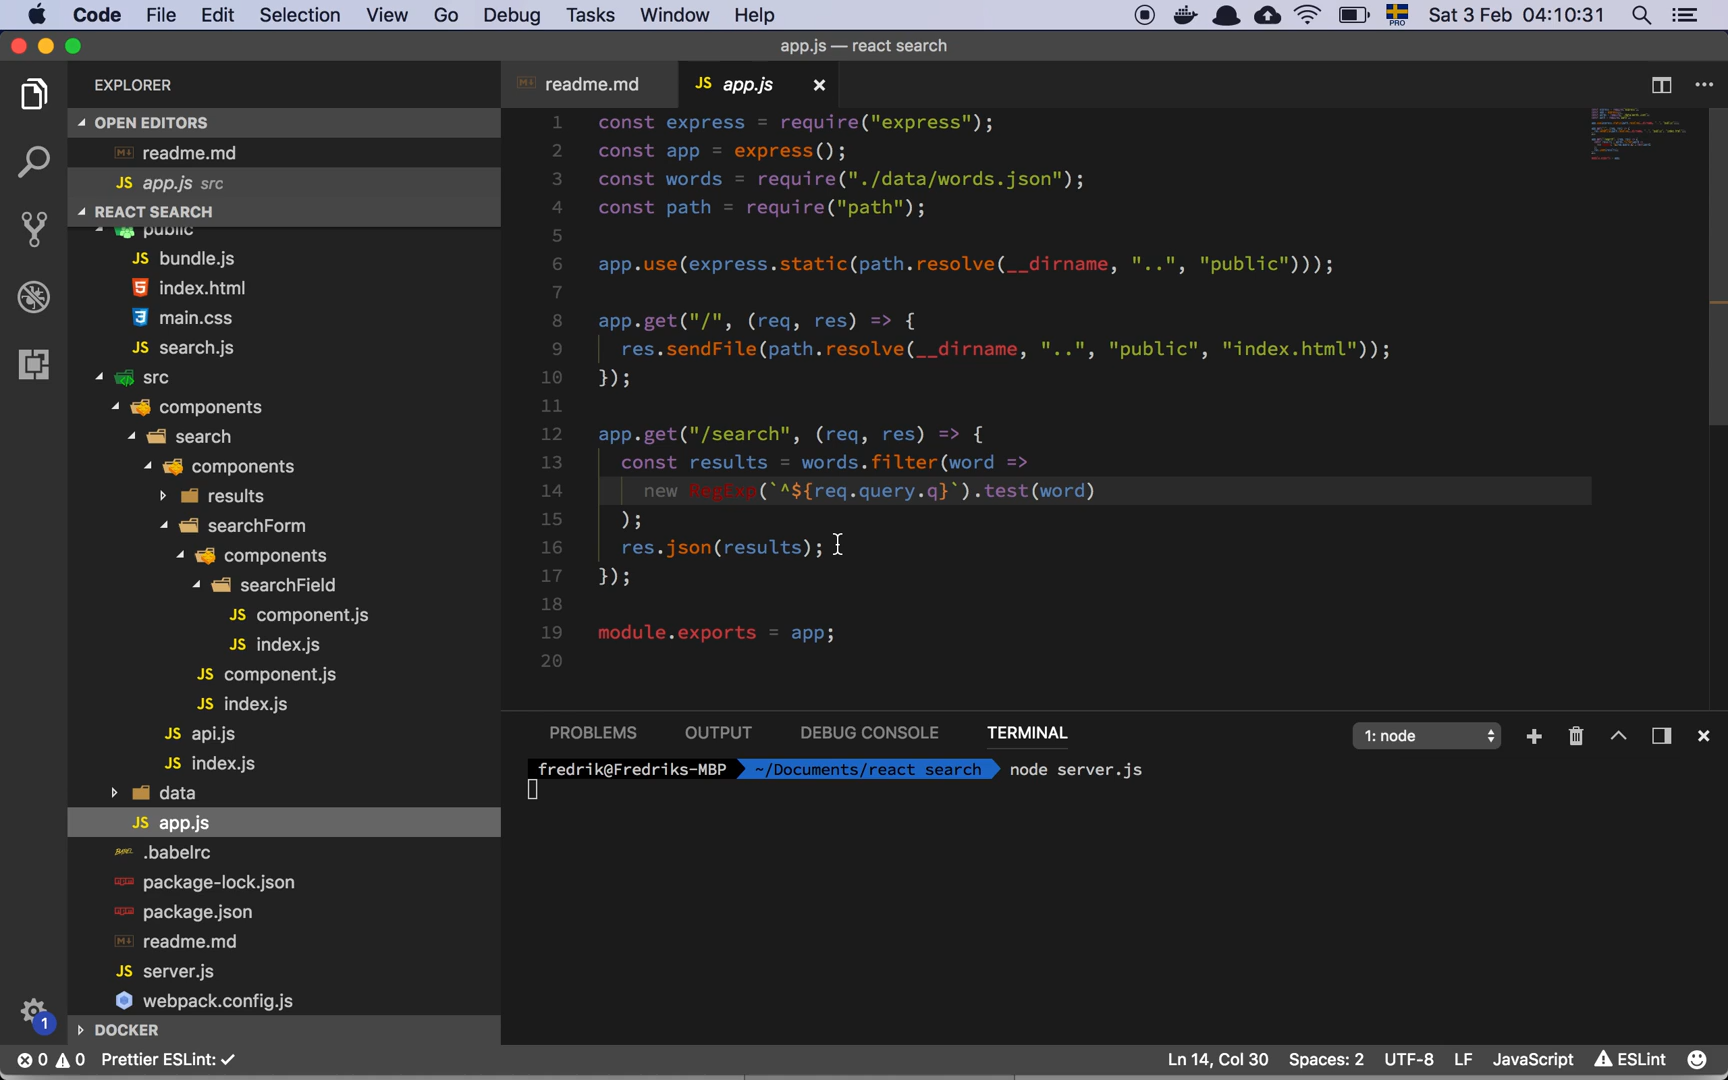 Code File Edit Selection View Go Debug Tasks Window Help PRO Sat 3 Feb 04:10:31
app.js — react search
EXPLORER
OPEN EDITORS
readme.md
JS app.js src
REACT SEARCH
public
JS bundle.js
index.html
main.css
JS search.js
src
components
search
components
results
searchForm
components
searchField
JS component.js
JS index.js
JS component.js
JS index.js
JS api.js
JS index.js
data
JS app.js
.babelrc
package-lock.json
package.json
readme.md
JS server.js
webpack.config.js
DOCKER
readme.md JS app.js
1 const express = require("express");
2 const app = express();
3 const words = require("./data/words.json");
4 const path = require("path");
5
6 app.use(express.static(path.resolve(__dirname, "..", "public")));
7
8 app.get("/", (req, res) => {
9 res.sendFile(path.resolve(__dirname, "..", "public", "index.html"));
10 });
11
12 app.get("/search", (req, res) => {
13 const results = words.filter(word =>
14 new RegExp(`^${req.query.q}`).test(word)
15 );
16 res.json(results);
17 });
18
19 module.exports = app;
20
PROBLEMS OUTPUT DEBUG CONSOLE TERMINAL 1: node
fredrik@Fredriks-MBP ~/Documents/react search node server.js
1
0 0 Prettier ESLint: ✓ Ln 14, Col 30 Spaces: 2 UTF-8 LF JavaScript ESLint